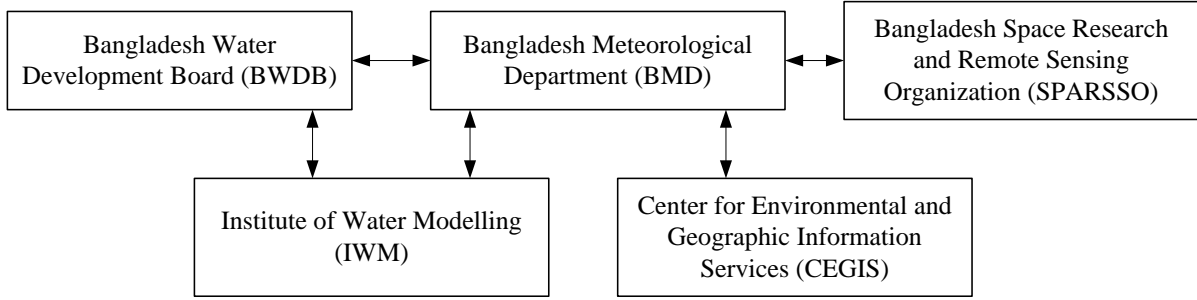 Bangladesh Water
Development Board (BWDB)
Bangladesh Meteorological
Department (BMD)
Bangladesh Space Research
and Remote Sensing
Organization (SPARSSO)
Institute of Water Modelling
(IWM)
Center for Environmental and
Geographic Information
Services (CEGIS)